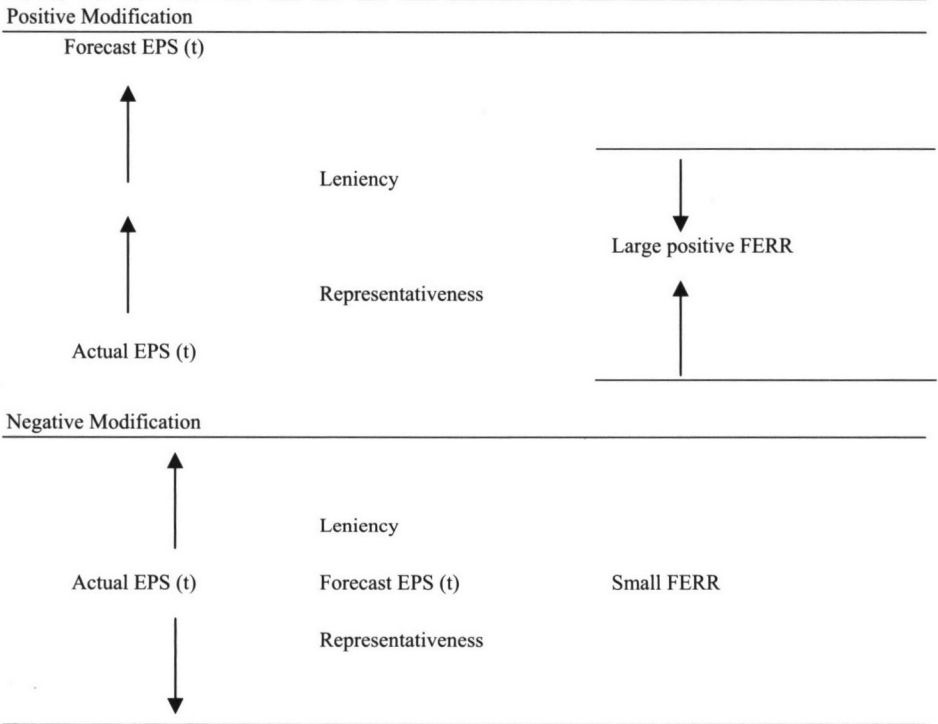 Positive Modification
Forecast EPS (t)
Leniency
Large positive FERR
Representativeness
Actual EPS (t)
Negative Modification
Leniency
Actual EPS (t) Forecast EPS (t) Small FERR
Representativeness